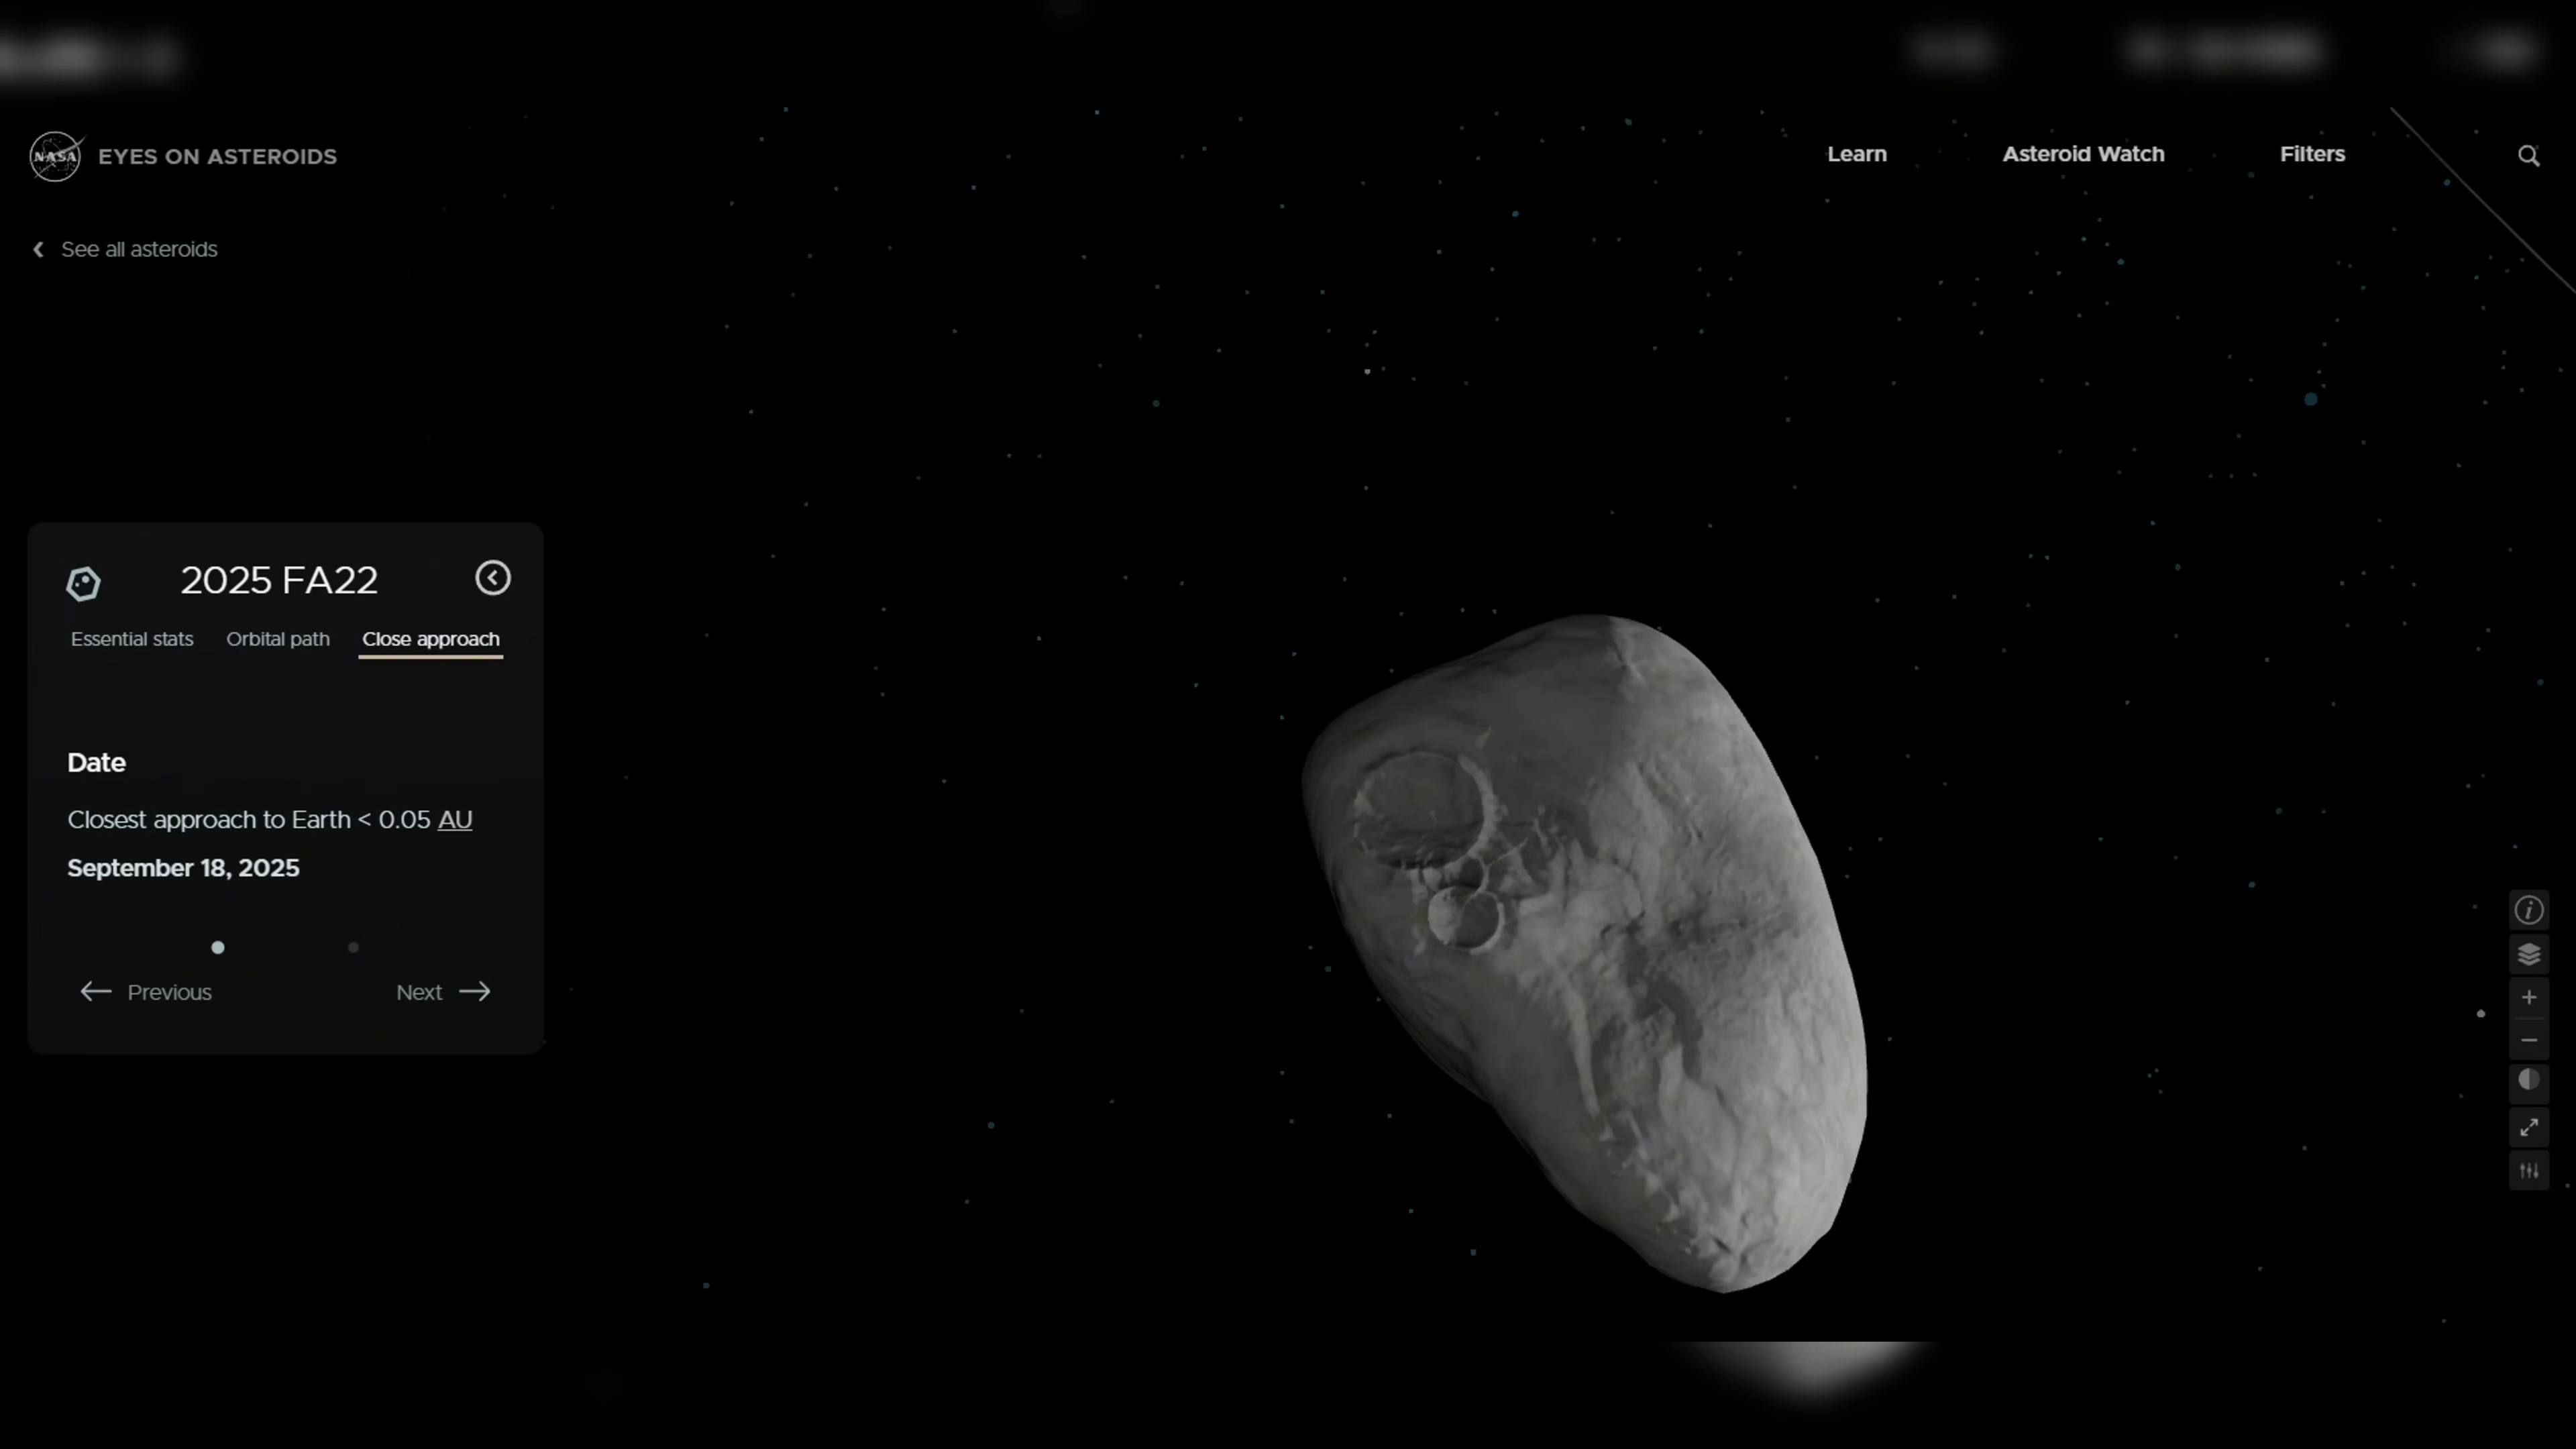 NASA
EYES ON ASTEROIDS
Learn
Asteroid Watch
Filters
See all asteroids
2025 FA22
Essential stats
Orbital path
Close approach
Date
Closest approach to Earth < 0.05 AU
September 18, 2025
Previous
Next